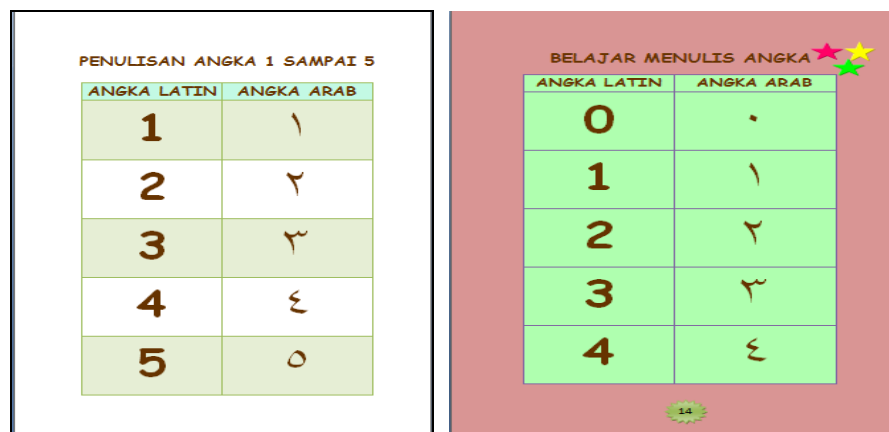 PENULISAN ANGKA 1 SAMPAI 5
ANGKA LATIN ANGKA ARAB
1 ١
2 ٢
3 ٣
4 ٤
5 ٥
BELAJAR MENULIS ANGKA
ANGKA LATIN ANGKA ARAB
0 ٠
1 ١
2 ٢
3 ٣
4 ٤
14